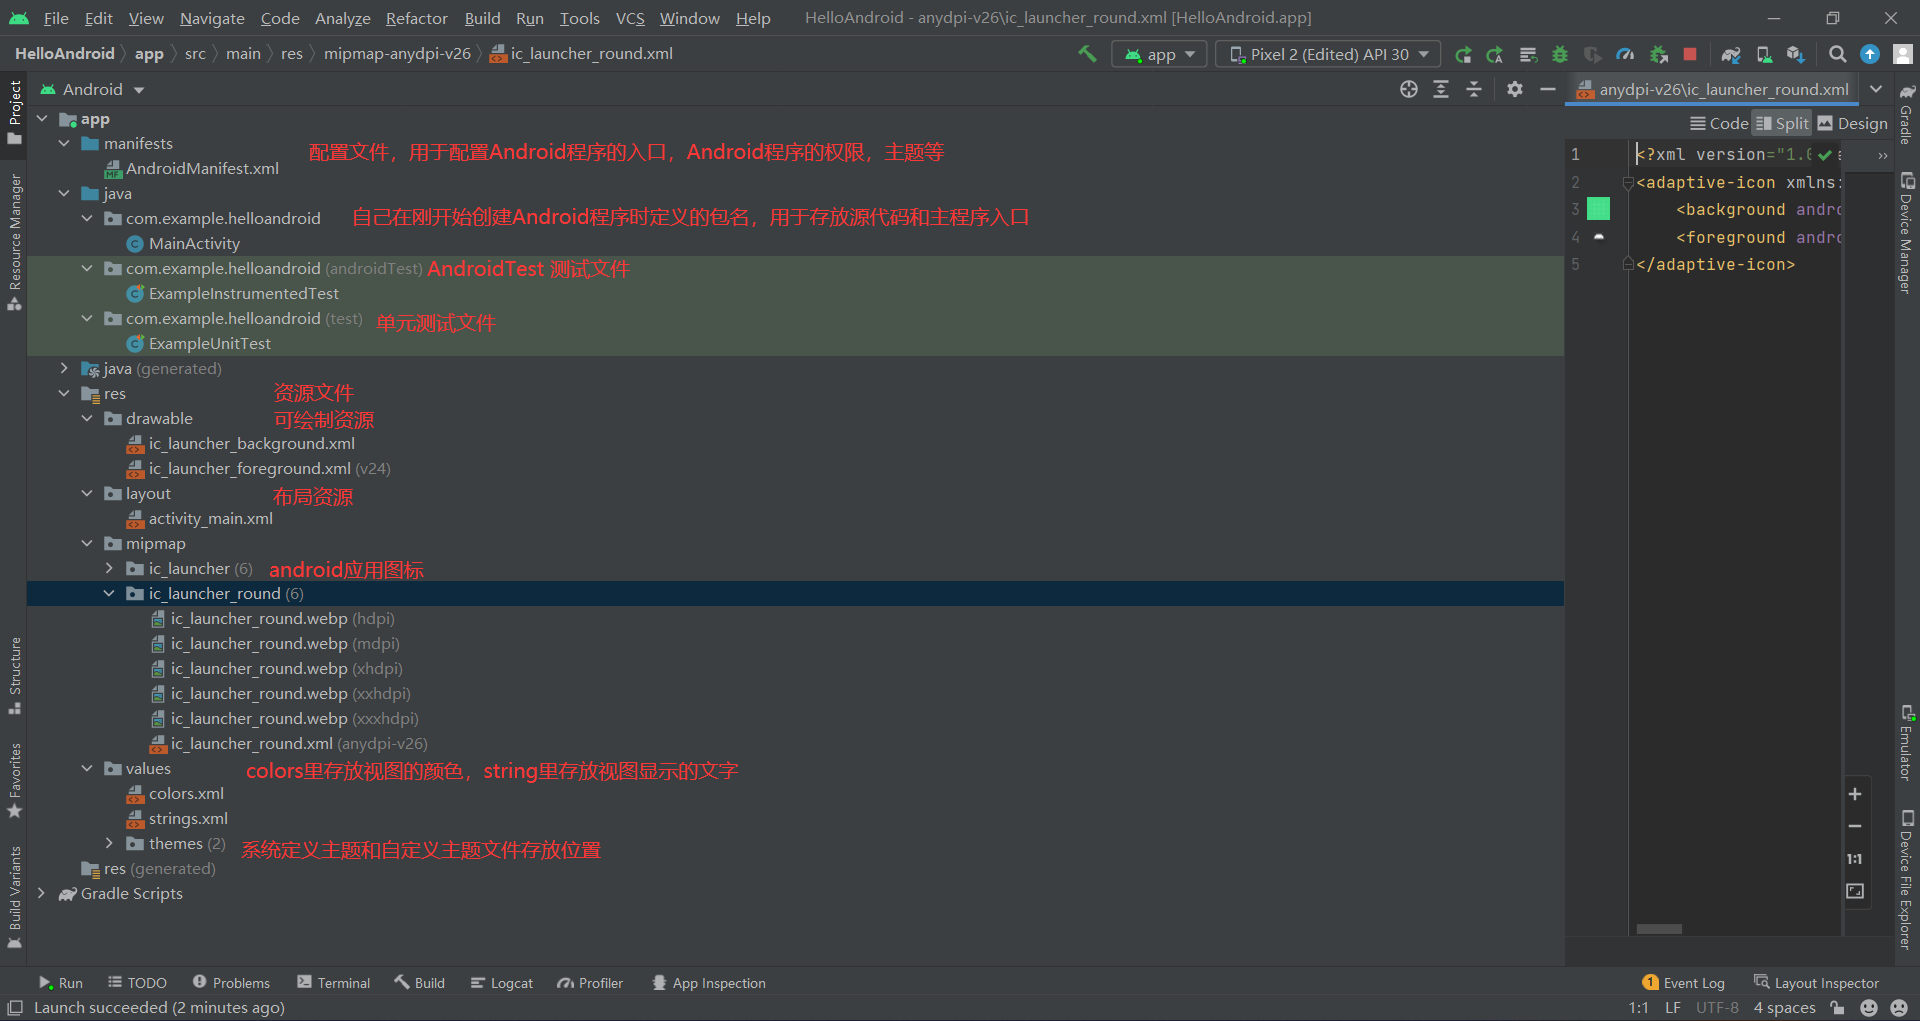 File Edit View Navigate Code Analyze Refactor Build Run Tools VCS Window Help HelloAndroid - anydpi-v26\ic_launcher_round.xml [HelloAndroid.app]
HelloAndroid app src main res mipmap-anydpi-v26 ic_launcher_round.xml app Pixel 2 (Edited) API 30
Android
anydpi-v26\ic_launcher_round.xml
Code Split Design
app
manifests
配置文件，用于配置Android程序的入口，Android程序的权限，主题等
AndroidManifest.xml
java
com.example.helloandroid 自己在刚开始创建Android程序时定义的包名，用于存放源代码和主程序入口
MainActivity
com.example.helloandroid (androidTest) AndroidTest 测试文件
ExampleInstrumentedTest
com.example.helloandroid (test) 单元测试文件
ExampleUnitTest
java (generated)
res 资源文件
drawable 可绘制资源
ic_launcher_background.xml
ic_launcher_foreground.xml (v24)
layout 布局资源
activity_main.xml
mipmap
ic_launcher (6) android应用图标
ic_launcher_round (6)
ic_launcher_round.webp (hdpi)
ic_launcher_round.webp (mdpi)
ic_launcher_round.webp (xhdpi)
ic_launcher_round.webp (xxhdpi)
ic_launcher_round.webp (xxxhdpi)
ic_launcher_round.xml (anydpi-v26)
values colors里存放视图的颜色，string里存放视图显示的文字
colors.xml
strings.xml
themes (2) 系统定义主题和自定义主题文件存放位置
res (generated)
Gradle Scripts
1 <?xml version="1.0
2 <adaptive-icon xmlns:
3 <background andro
4 <foreground andro
5 </adaptive-icon>
1:1
Project
Resource Manager
Structure
Favorites
Build Variants
Gradle
Device Manager
Emulator
Device File Explorer
Run TODO Problems Terminal Build Logcat Profiler App Inspection 1 Event Log Layout Inspector
Launch succeeded (2 minutes ago) 1:1 LF UTF-8 4 spaces